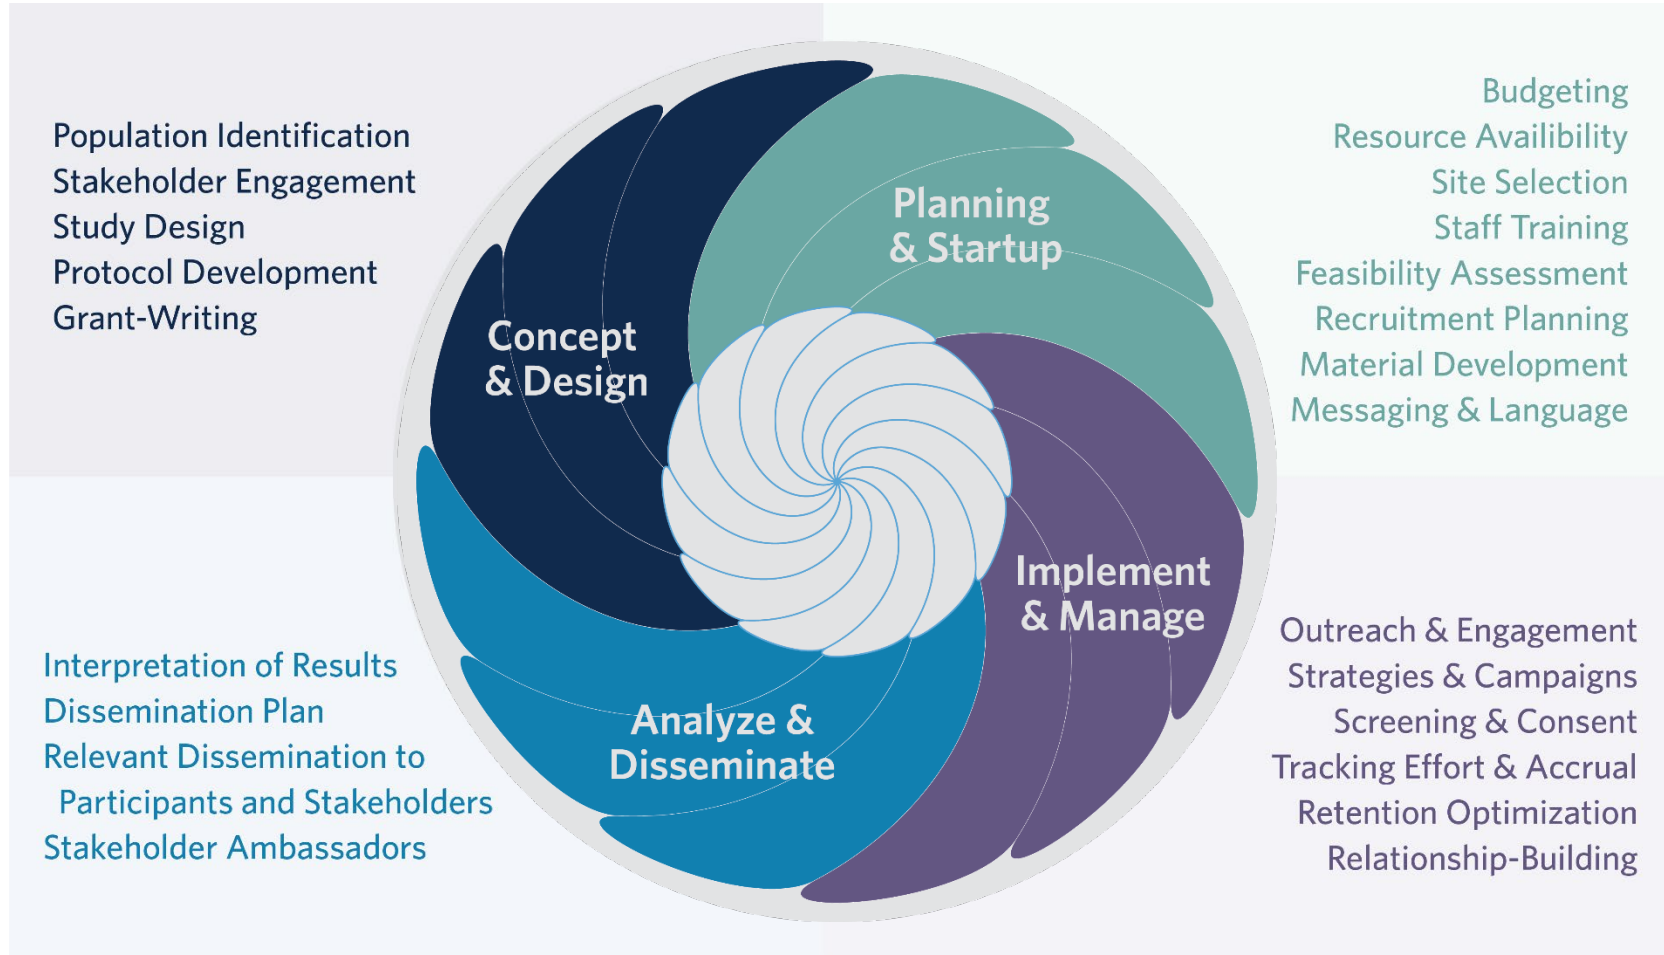 Population Identification
Stakeholder Engagement
Study Design
Protocol Development
Grant-Writing
Concept
& Design
Planning
& Startup
Budgeting
Resource Availibility
Site Selection
Staff Training
Feasibility Assessment
Recruitment Planning
Material Development
Messaging & Language
Interpretation of Results
Dissemination Plan
Relevant Dissemination to
Participants and Stakeholders
Stakeholder Ambassadors
Analyze &
Disseminate
Implement
& Manage
Outreach & Engagement
Strategies & Campaigns
Screening & Consent
Tracking Effort & Accrual
Retention Optimization
Relationship-Building